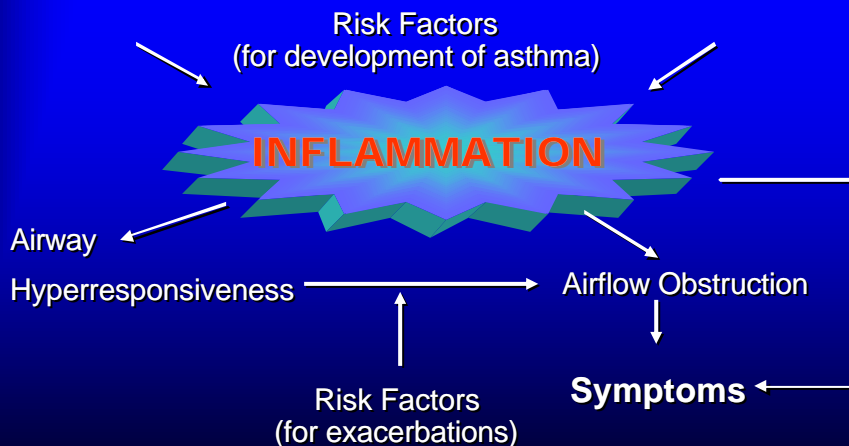 Risk Factors
(for development of asthma)
INFLAMMATION
Airway
Hyperresponsiveness
Airflow Obstruction
Risk Factors
(for exacerbations)
Symptoms